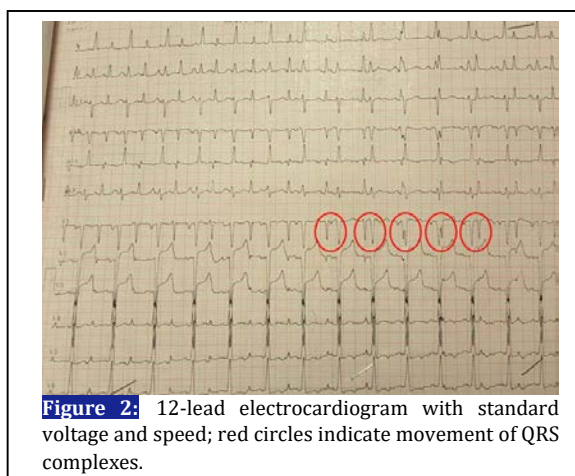 Figure 2: 12-lead electrocardiogram with standard
voltage and speed; red circles indicate movement of QRS
complexes.